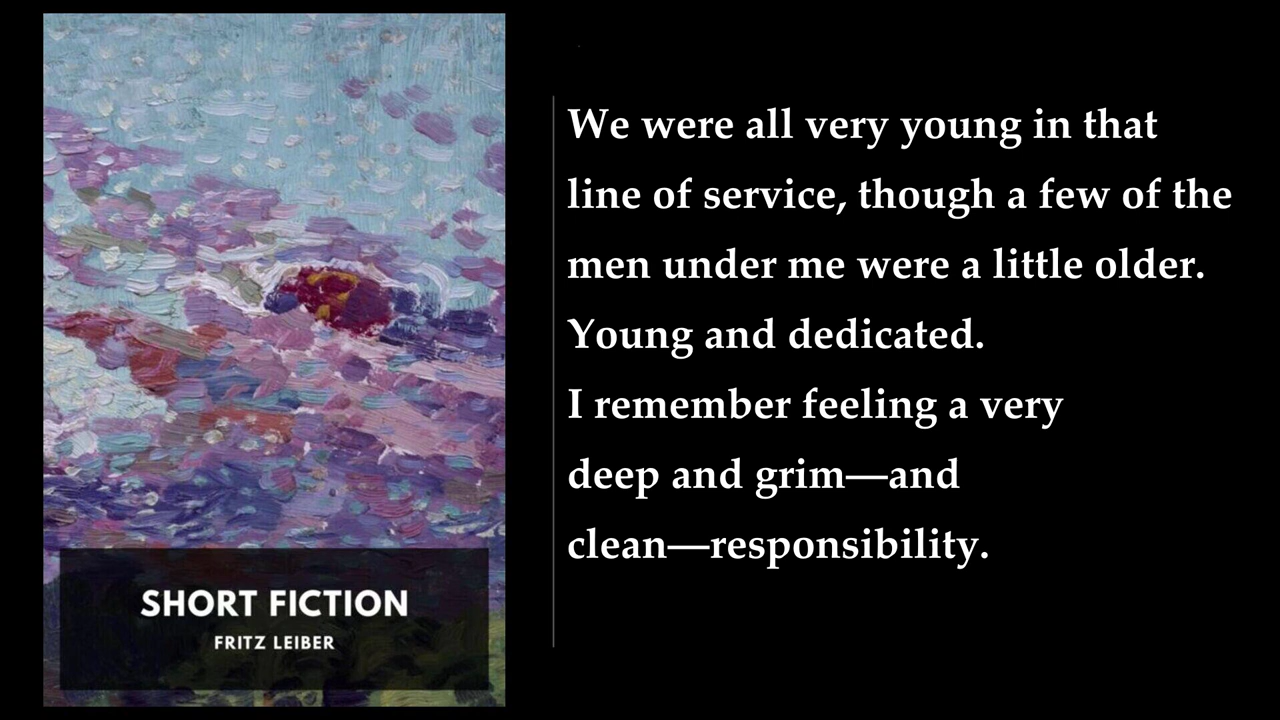 SHORT FICTION
FRITZ LEIBER
We were all very young in that
line of service, though a few of the
men under me were a little older.
Young and dedicated.
I remember feeling a very
deep and grim—and
clean—responsibility.